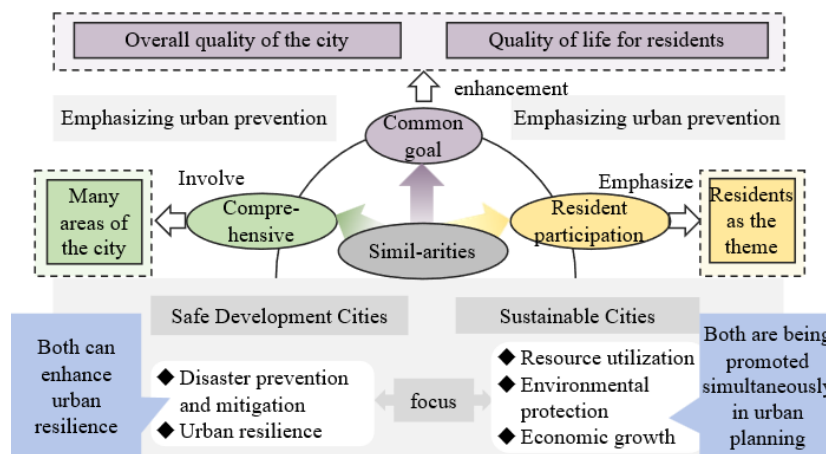 Overall quality of the city
Quality of life for residents
enhancement
Emphasizing urban prevention
Emphasizing urban prevention
Common
goal
Involve
Emphasize
Many
areas of
the city
Compre-
hensive
Simil-arities
Resident
participation
Residents
as the
theme
Safe Development Cities
Sustainable Cities
Both can
enhance
urban
resilience
◆ Disaster prevention
and mitigation
◆ Urban resilience
focus
◆ Resource utilization
◆ Environmental
protection
◆ Economic growth
Both are being
promoted
simultaneously
in urban
planning